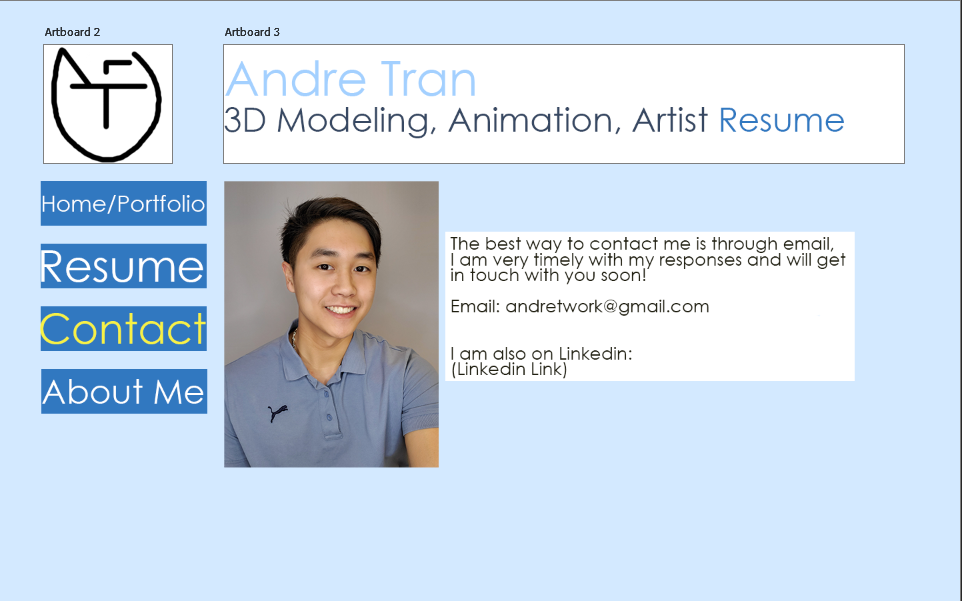 Artboard 2
Artboard 3
Andre Tran
3D Modeling, Animation, Artist Resume
Home/Portfolio
Resume
Contact
About Me
The best way to contact me is through email,
I am very timely with my responses and will get
in touch with you soon!
Email: andretwork@gmail.com
I am also on Linkedin:
(Linkedin Link)